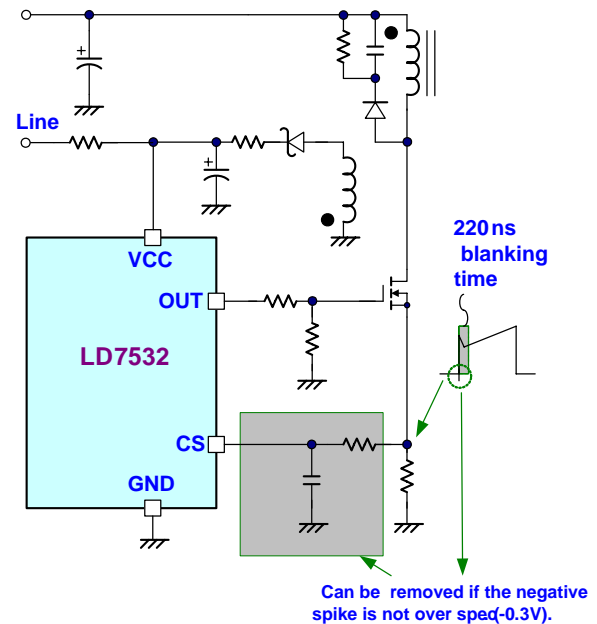 Line
220ns
blanking
time
VCC
OUT
LD7532
CS
GND
+
+
Can be removed if the negative
spike is not over spec(-0.3V).